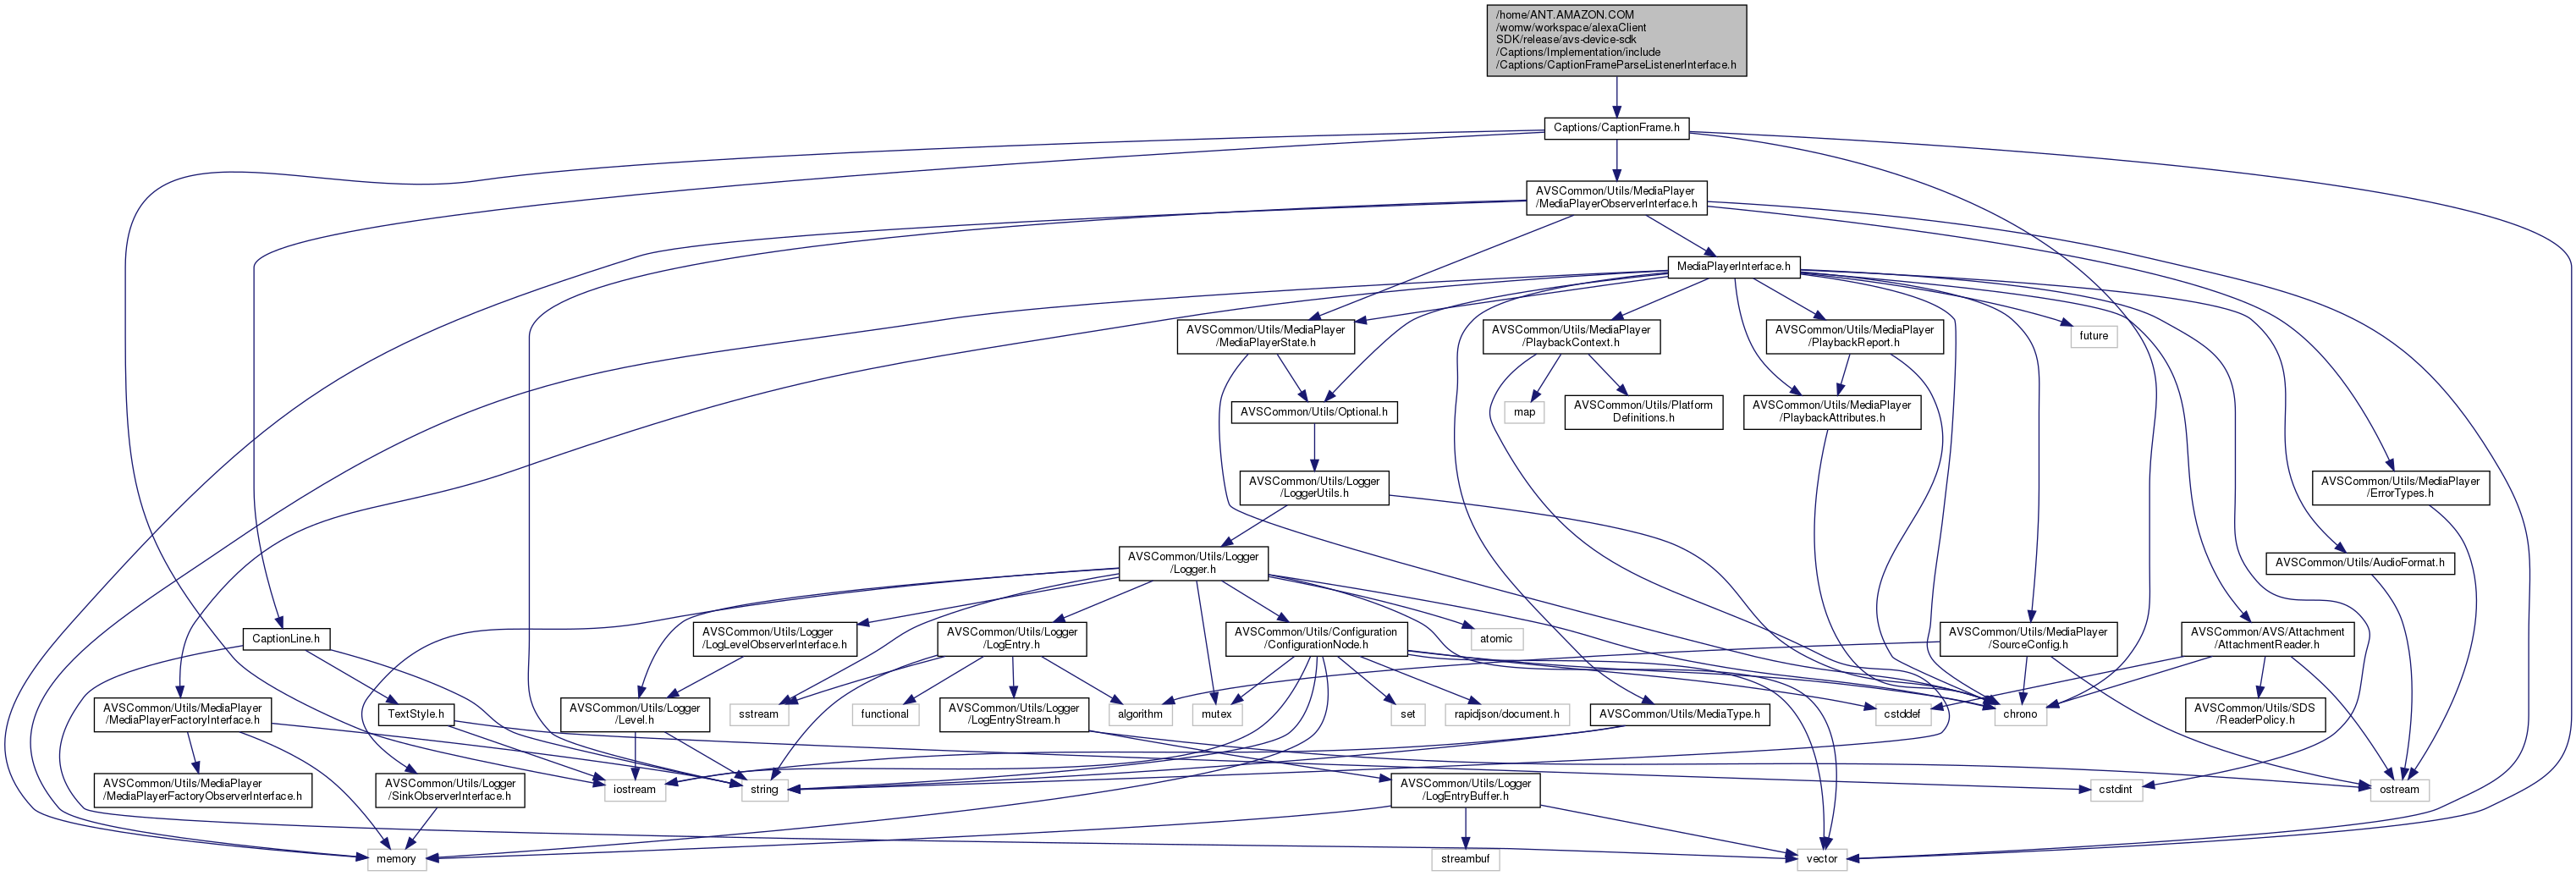 /home/ANT.AMAZON.COM
/womw/workspace/alexaClient
SDK/release/avs-device-sdk
/Captions/Implementation/include
/Captions/CaptionFrameParseListenerInterface.h
Captions/CaptionFrame.h
AVSCommon/Utils/MediaPlayer
/MediaPlayerObserverInterface.h
MediaPlayerInterface.h
AVSCommon/Utils/MediaPlayer
/MediaPlayerState.h
AVSCommon/Utils/MediaPlayer
/PlaybackContext.h
AVSCommon/Utils/MediaPlayer
/PlaybackReport.h
future
AVSCommon/Utils/Optional.h
map
AVSCommon/Utils/Platform
Definitions.h
AVSCommon/Utils/MediaPlayer
/PlaybackAttributes.h
AVSCommon/Utils/Logger
/LoggerUtils.h
AVSCommon/Utils/MediaPlayer
/ErrorTypes.h
AVSCommon/Utils/Logger
/Logger.h
AVSCommon/Utils/AudioFormat.h
CaptionLine.h
AVSCommon/Utils/Logger
/LogLevelObserverInterface.h
AVSCommon/Utils/Logger
/LogEntry.h
AVSCommon/Utils/Configuration
/ConfigurationNode.h
atomic
AVSCommon/Utils/MediaPlayer
/SourceConfig.h
AVSCommon/AVS/Attachment
/AttachmentReader.h
AVSCommon/Utils/MediaPlayer
/MediaPlayerFactoryInterface.h
TextStyle.h
AVSCommon/Utils/Logger
/Level.h
sstream
functional
AVSCommon/Utils/Logger
/LogEntryStream.h
algorithm
mutex
set
rapidjson/document.h
AVSCommon/Utils/MediaType.h
cstddef
chrono
AVSCommon/Utils/SDS
/ReaderPolicy.h
AVSCommon/Utils/MediaPlayer
/MediaPlayerFactoryObserverInterface.h
AVSCommon/Utils/Logger
/SinkObserverInterface.h
iostream
string
AVSCommon/Utils/Logger
/LogEntryBuffer.h
cstdint
ostream
memory
streambuf
vector